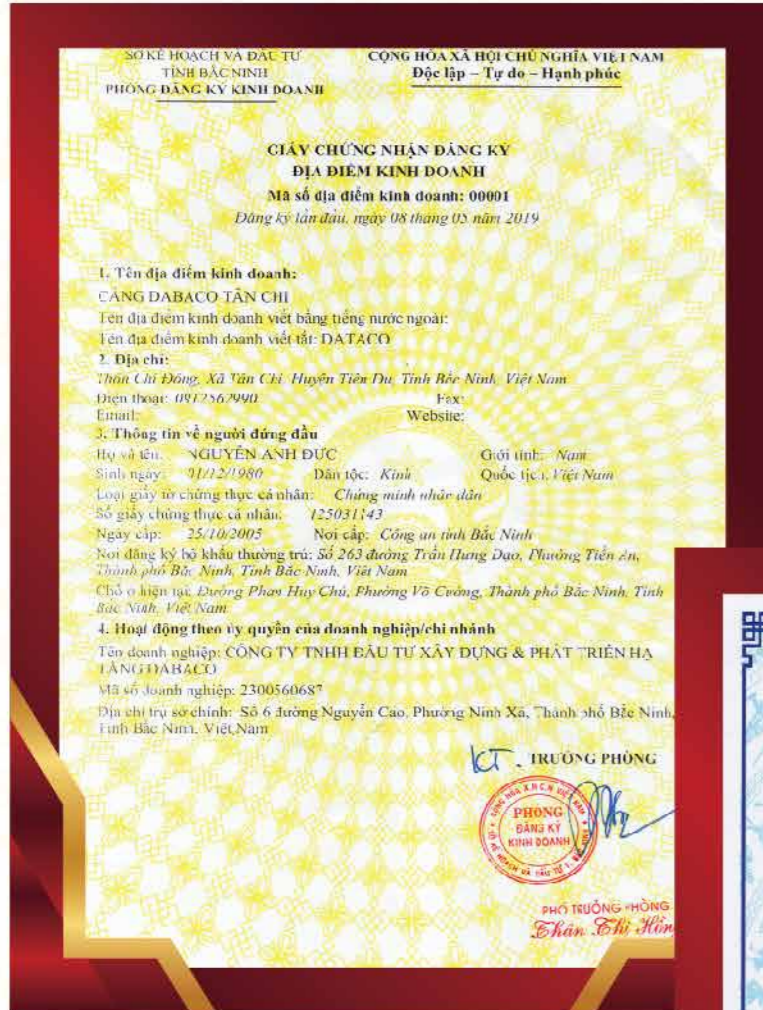 SỞ KẾ HOẠCH VÀ ĐẦU TƯ
TỈNH BẮC NINH
PHÒNG ĐĂNG KÝ KINH DOANH
CỘNG HÒA XÃ HỘI CHỦ NGHĨA VIỆT NAM
Độc lập – Tự do – Hạnh phúc
GIẤY CHỨNG NHẬN ĐĂNG KÝ
ĐỊA ĐIỂM KINH DOANH
Mã số địa điểm kinh doanh: 00001
Đăng ký lần đầu, ngày 08 tháng 05 năm 2019
1. Tên địa điểm kinh doanh:
CẢNG DABACO TÂN CHI
Tên địa điểm kinh doanh viết bằng tiếng nước ngoài:
Tên địa điểm kinh doanh viết tắt: DATACO
2. Địa chỉ:
Thôn Chi Đống, Xã Tân Chi, Huyện Tiên Du, Tỉnh Bắc Ninh, Việt Nam
Điện thoại: 0912562990 Fax:
Email: Website:
3. Thông tin về người đứng đầu
Họ và tên: NGUYỄN ANH ĐỨC Giới tính: Nam
Sinh ngày: 01/12/1980 Dân tộc: Kinh Quốc tịch: Việt Nam
Loại giấy tờ chứng thực cá nhân: Chứng minh nhân dân
Số giấy chứng thực cá nhân: 125031143
Ngày cấp: 25/10/2005 Nơi cấp: Công an tỉnh Bắc Ninh
Nơi đăng ký hộ khẩu thường trú: Số 263 đường Trần Hưng Đạo, Phường Tiền An,
Thành phố Bắc Ninh, Tỉnh Bắc Ninh, Việt Nam
Chỗ ở hiện tại: Đường Phan Huy Chú, Phường Võ Cường, Thành phố Bắc Ninh, Tỉnh
Bắc Ninh, Việt Nam
4. Hoạt động theo ủy quyền của doanh nghiệp/chi nhánh
Tên doanh nghiệp: CÔNG TY TNHH ĐẦU TƯ XÂY DỰNG & PHÁT TRIỂN HẠ
TẦNG DABACO
Mã số doanh nghiệp: 2300560687
Địa chỉ trụ sở chính: Số 6 đường Nguyễn Cao, Phường Ninh Xá, Thành phố Bắc Ninh,
Tỉnh Bắc Ninh, Việt Nam
KT. TRƯỞNG PHÒNG
PHÒNG
ĐĂNG KÝ
KINH DOANH
PHÓ TRƯỞNG PHÒNG
Thân Thị